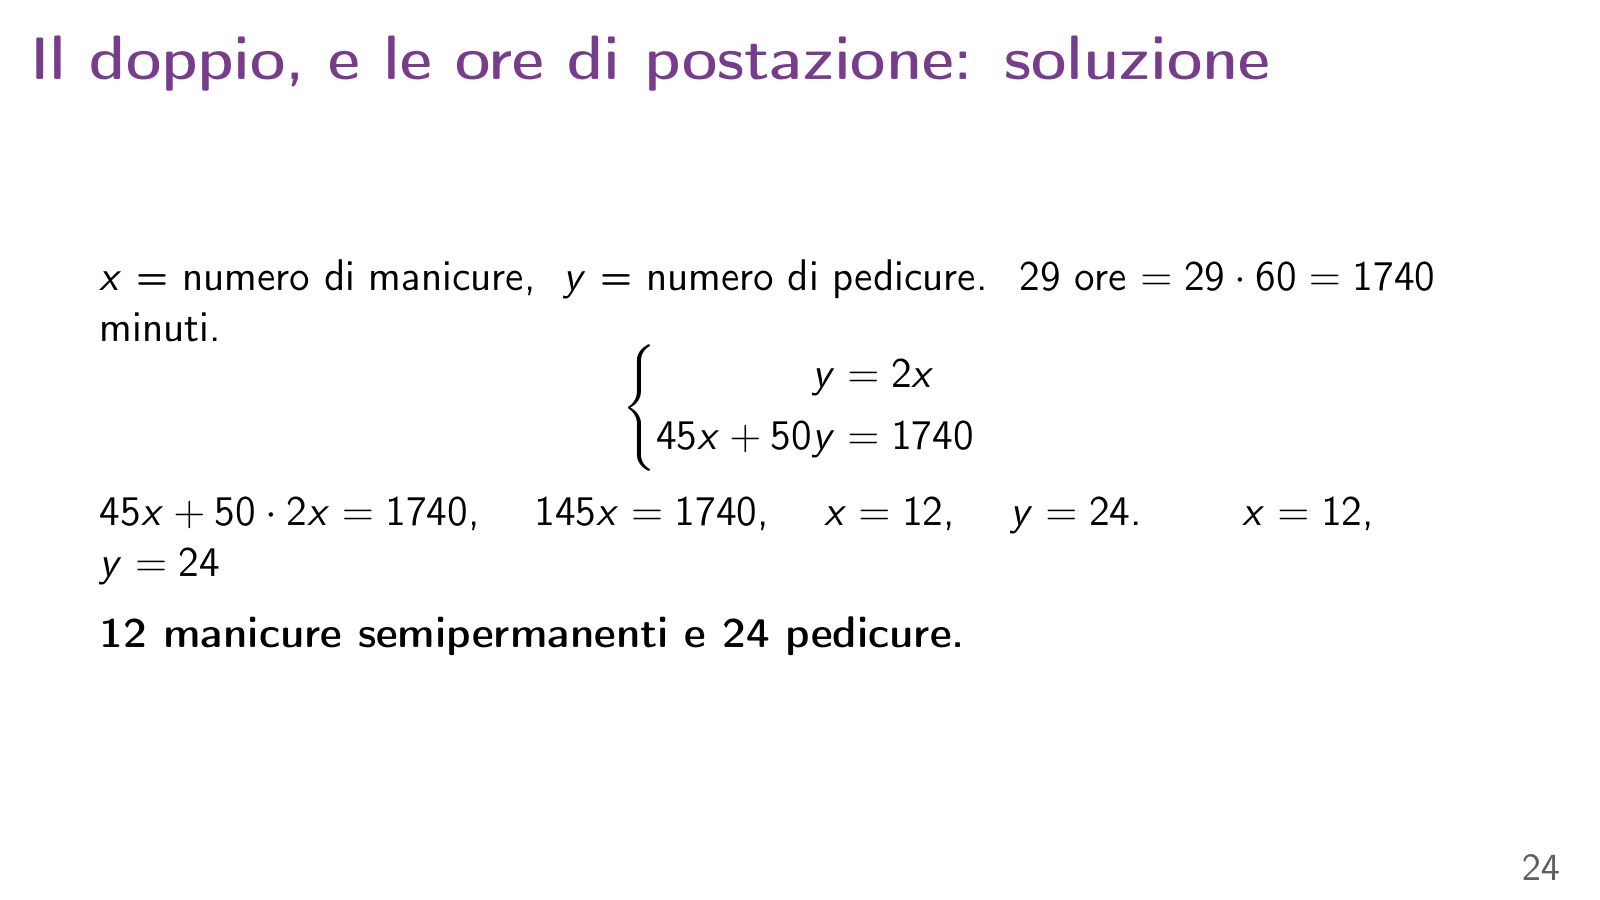 Il doppio, e le ore di postazione: soluzione
x = numero di manicure, y = numero di pedicure. 29 ore = 29 · 60 = 1740
minuti.
y = 2x
45x + 50y = 1740
45x + 50 · 2x = 1740, 145x = 1740, x = 12, y = 24. x = 12,
y = 24
12 manicure semipermanenti e 24 pedicure.
24